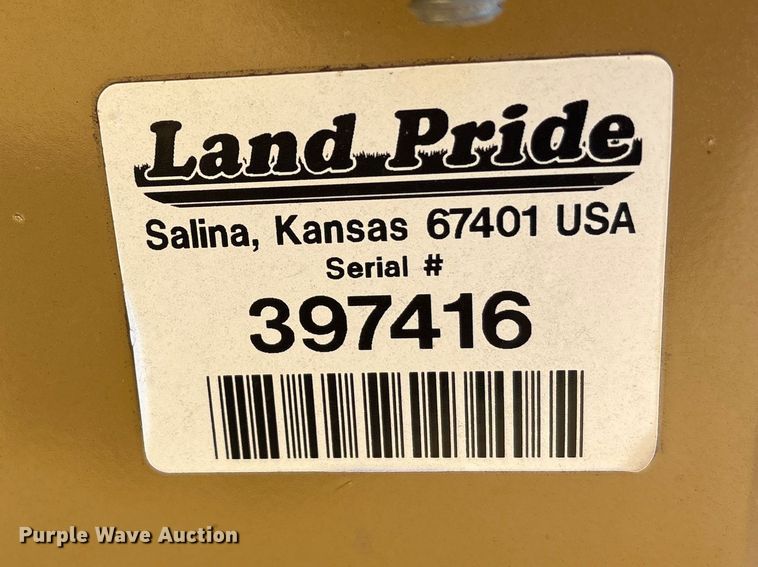 Land Pride
Salina, Kansas 67401 USA
Serial #
397416
Purple Wave Auction